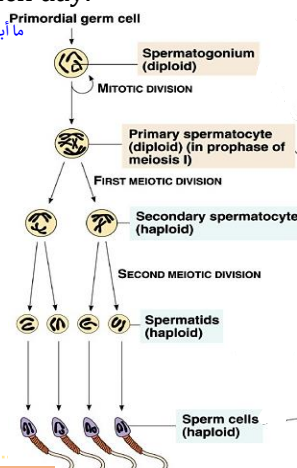 Primordial germ cell
Spermatogonium
(diploid)
MITOTIC DIVISION
Primary spermatocyte
(diploid) (in prophase of
meiosis I)
FIRST MEIOTIC DIVISION
Secondary spermatocyte
(haploid)
SECOND MEIOTIC DIVISION
Spermatids
(haploid)
Sperm cells
(haploid)